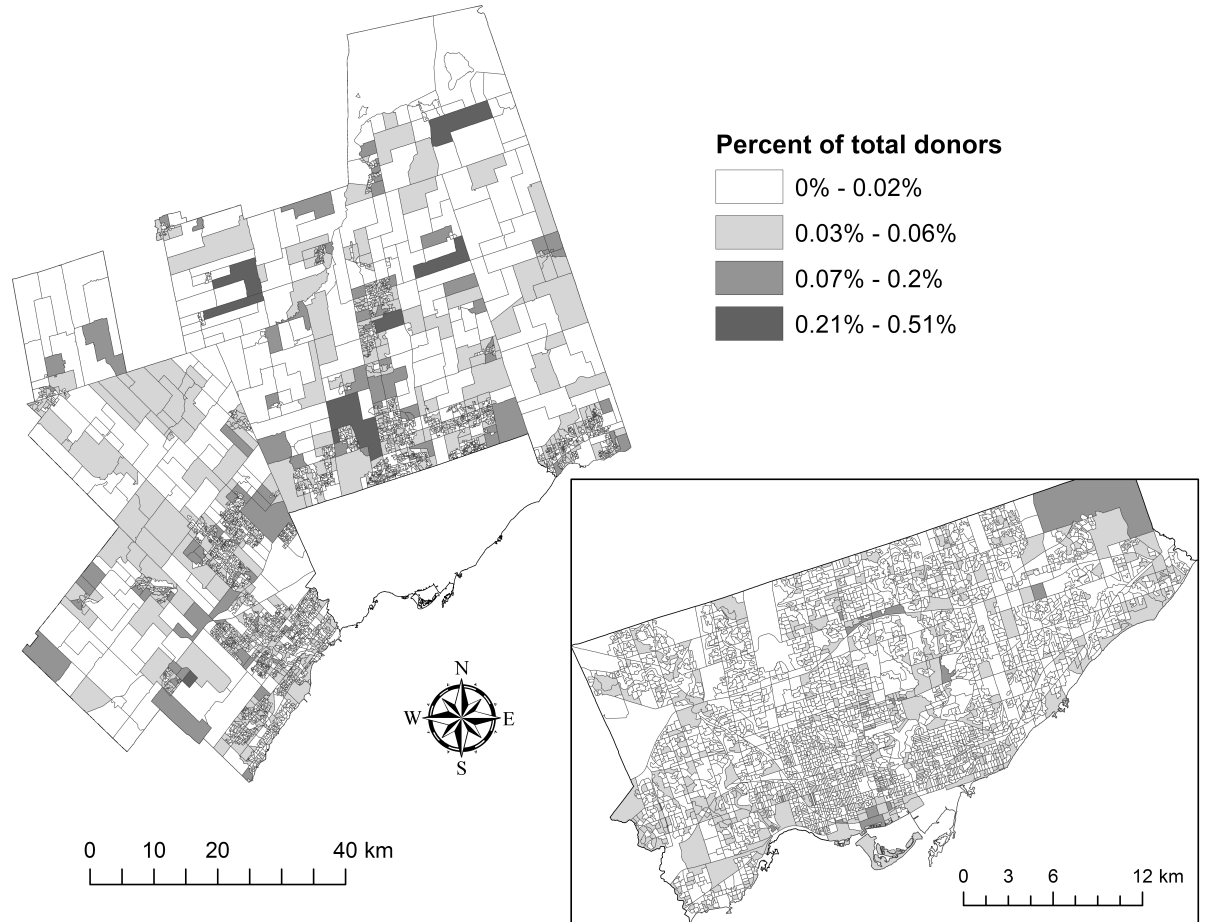 Percent of total donors
0% - 0.02%
0.03% - 0.06%
0.07% - 0.2%
0.21% - 0.51%
N
W E
S
0 10 20 40 km
0 3 6 12 km